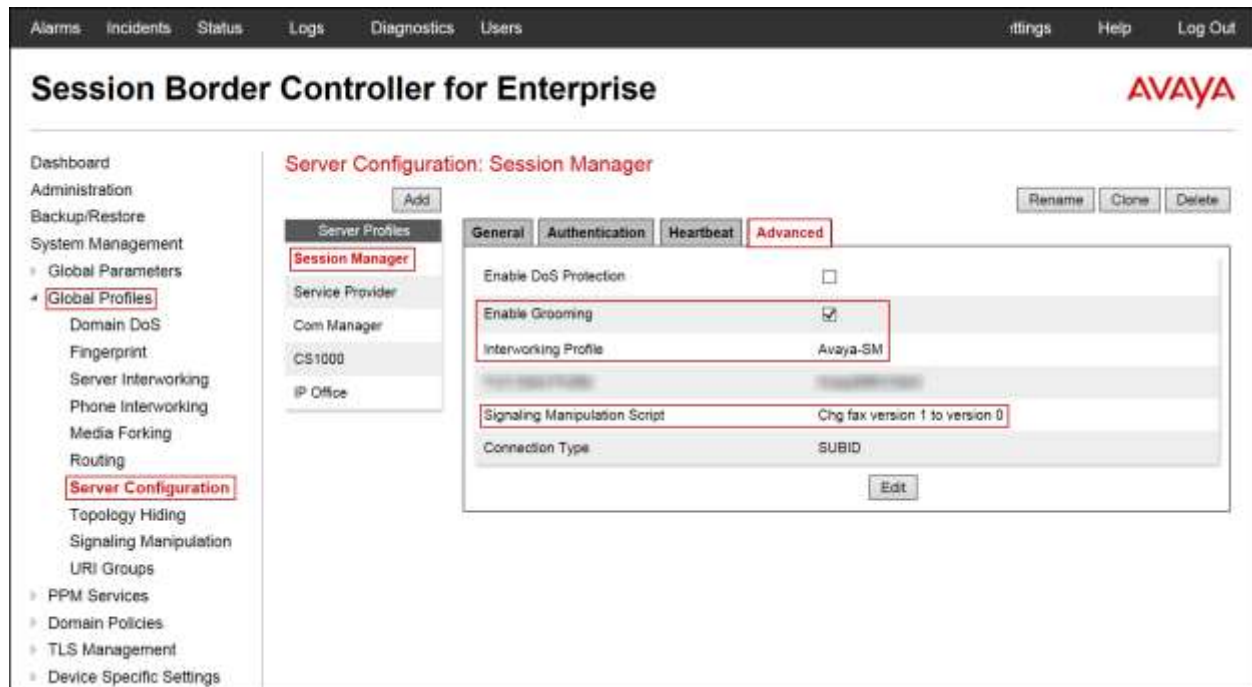 Alarms Incidents Status Logs Diagnostics Users ttings Help Log Out
Session Border Controller for Enterprise
AVAYA
Dashboard
Administration
Backup/Restore
System Management
Global Parameters
Global Profiles
Domain DoS
Fingerprint
Server Interworking
Phone Interworking
Media Forking
Routing
Server Configuration
Topology Hiding
Signaling Manipulation
URI Groups
PPM Services
Domain Policies
TLS Management
Device Specific Settings
Server Configuration: Session Manager
Add
Rename Clone Delete
Server Profiles
Session Manager
Service Provider
Com Manager
CS1000
IP Office
General Authentication Heartbeat Advanced
Enable DoS Protection
Enable Grooming
Interworking Profile Avaya-SM
Signaling Manipulation Script Chg fax version 1 to version 0
Connection Type SUBID
Edit